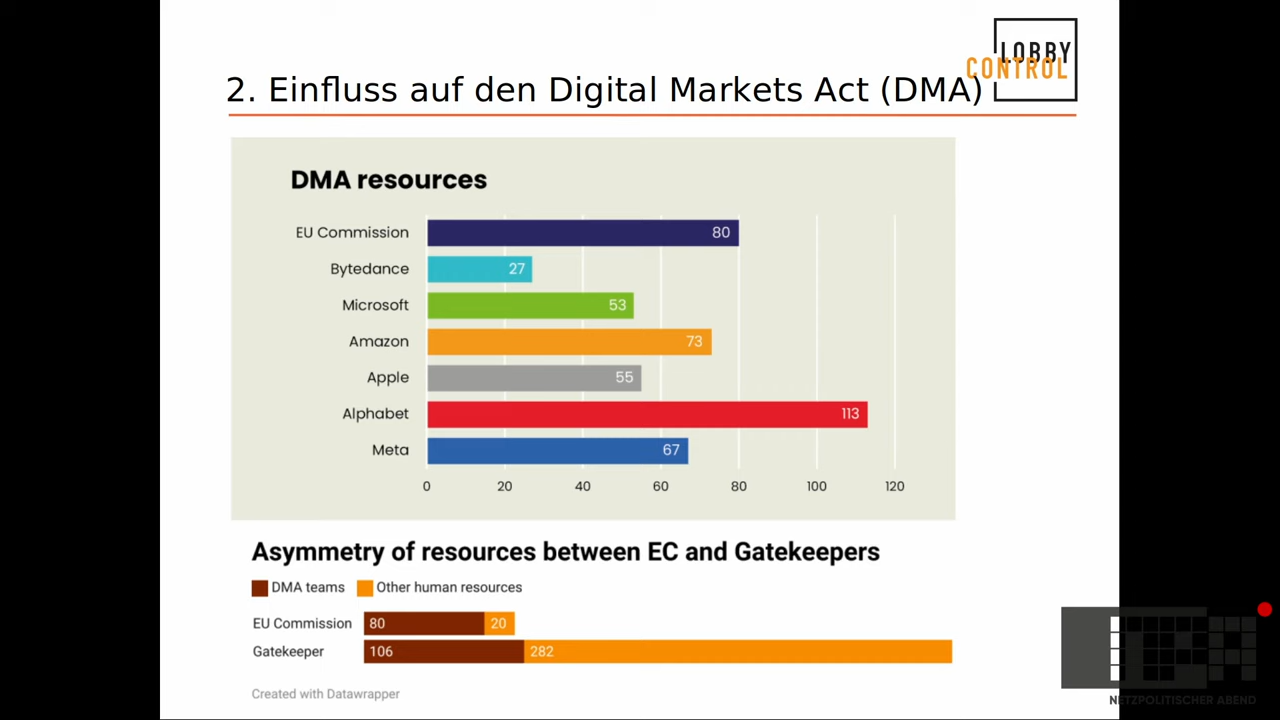 LOBBY
CONTROL
2. Einfluss auf den Digital Markets Act (DMA)
DMA resources
EU Commission 80
Bytedance 27
Microsoft 53
Amazon 73
Apple 55
Alphabet 113
Meta 67
0 20 40 60 80 100 120
Asymmetry of resources between EC and Gatekeepers
DMA teams Other human resources
EU Commission 80 20
Gatekeeper 106 282
Created with Datawrapper
NETZPOLITISCHER ABEND